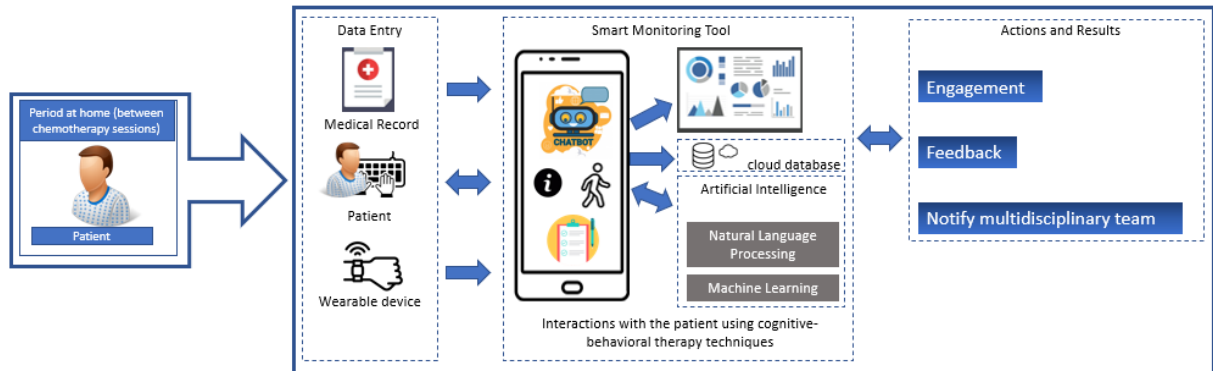 Period at home (between
chemotherapy sessions)
Patient
Data Entry
Medical Record
Patient
Wearable device
Smart Monitoring Tool
CHATBOT
i
cloud database
Artificial Intelligence
Natural Language
Processing
Machine Learning
Interactions with the patient using cognitive-
behavioral therapy techniques
Actions and Results
Engagement
Feedback
Notify multidisciplinary team